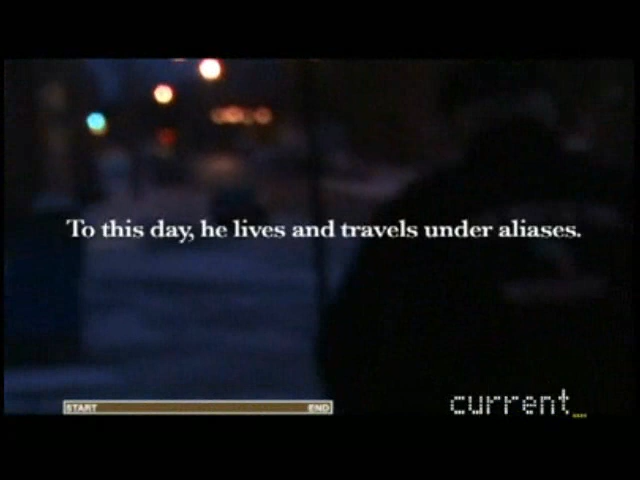 To this day, he lives and travels under aliases.
START END
current